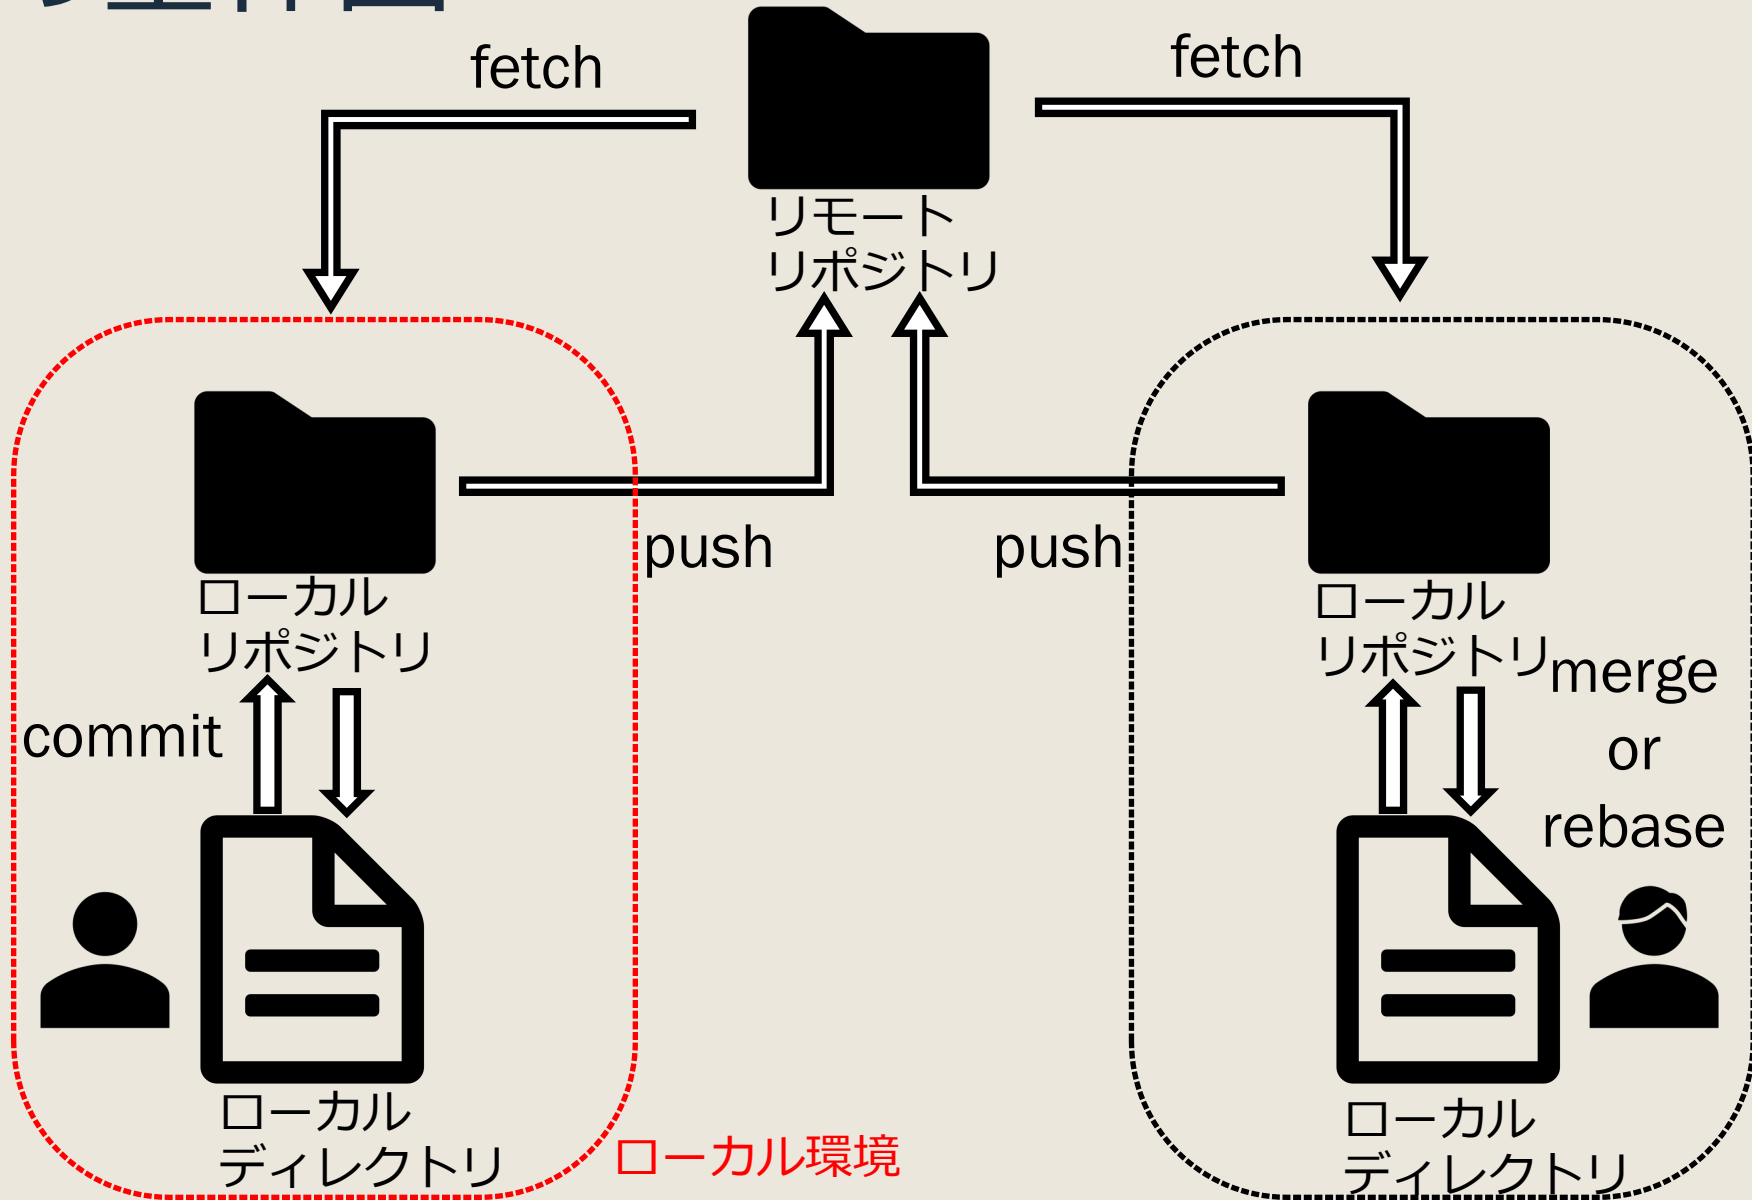 fetch
fetch
リモート
リポジトリ
push
push
ローカル
リポジトリ
ローカル
リポジトリ
commit
merge
or
rebase
ローカル
ディレクトリ
ローカル環境
ローカル
ディレクトリ